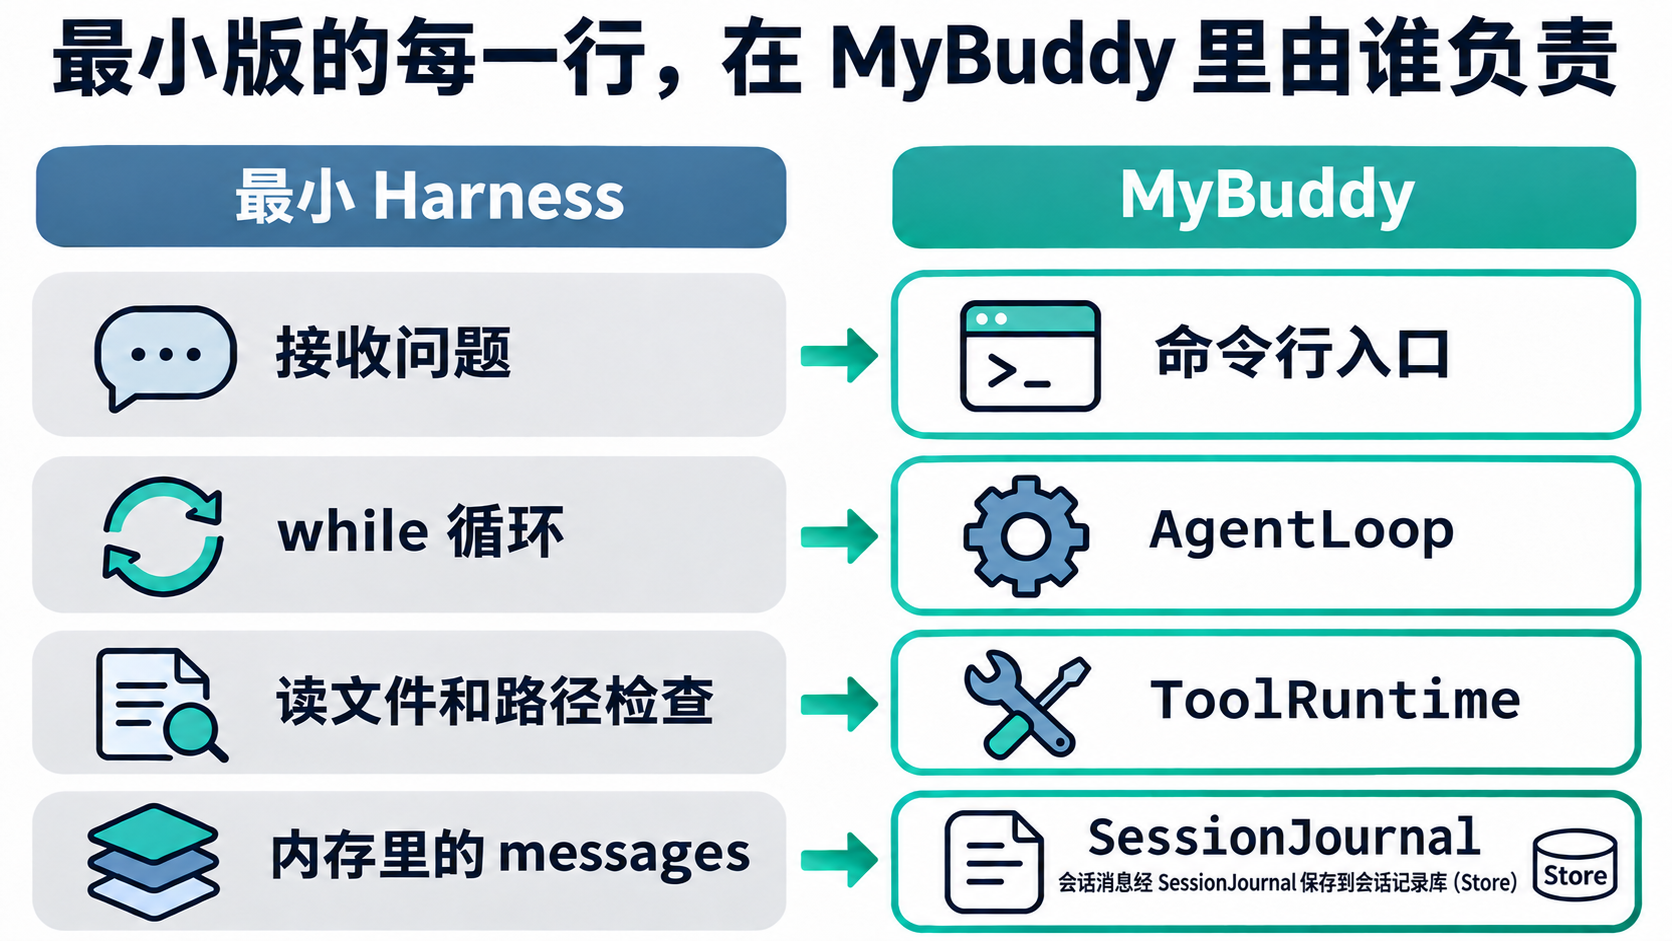 最小版的每一行，在 MyBuddy 里由谁负责
最小 Harness
MyBuddy
接收问题
命令行入口
while 循环
AgentLoop
读文件和路径检查
ToolRuntime
内存里的 messages
SessionJournal
会话消息经 SessionJournal 保存到会话记录库（Store）
Store